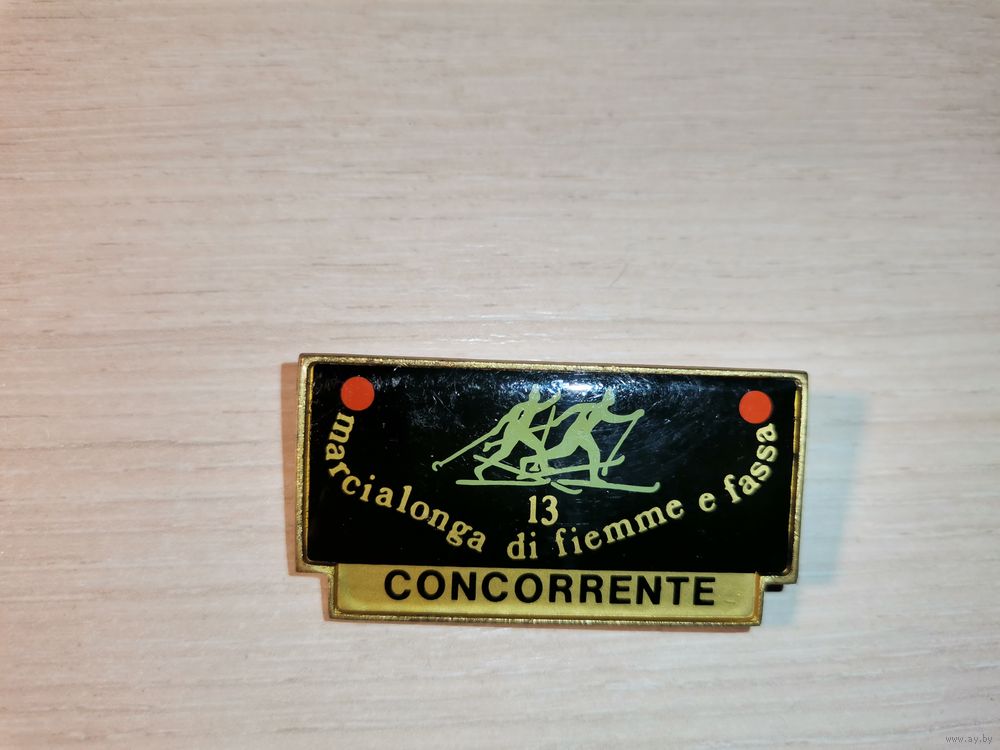 13
marcialonga di fiemme e fassa
CONCORRENTE
www.ay.by